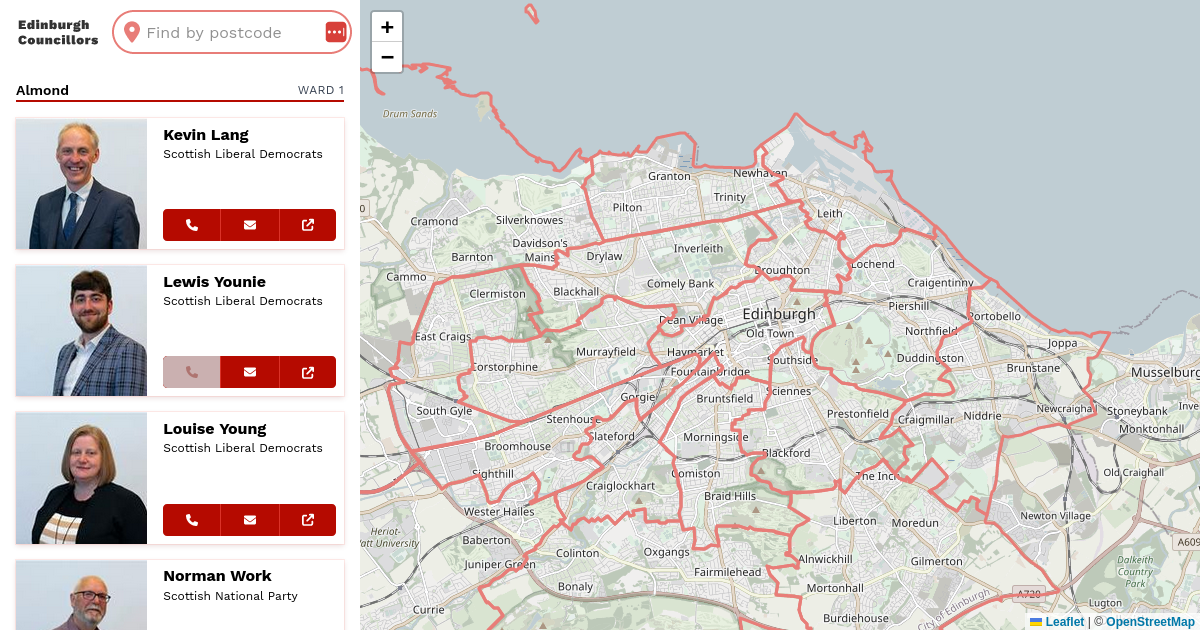 Edinburgh
Councillors
Find by postcode
Almond
WARD 1
Kevin Lang
Scottish Liberal Democrats
Lewis Younie
Scottish Liberal Democrats
Louise Young
Scottish Liberal Democrats
Norman Work
Scottish National Party
+
−
Drum Sands
Granton
Newhaven
Pilton
Trinity
Leith
Cramond
Silverknowes
Davidson's
Mains
Barnton
Drylaw
Inverleith
Broughton
Lochend
Cammo
Clermiston
Blackhall
Comely Bank
Craigentinny
Dean Village
Edinburgh
Old Town
Piershill
Portobello
Northfield
East Craigs
Murrayfield
Haymarket
Southside
Duddingston
Joppa
Brunstane
Musselburg
Corstorphine
Fountainbridge
Gorgie
Bruntsfield
Sciennes
South Gyle
Stenhouse
Prestonfield
Craigmillar
Niddrie
Newcraighall
Stoneybank
Inve
Monktonhall
Slateford
Morningside
Broomhouse
Blackford
Sighthill
Comiston
The Inch
Old Craighall
Craiglockhart
Braid Hills
Wester Hailes
Liberton
Moredun
Newton Village
Heriot-
att University
Baberton
Colinton
Oxgangs
Alnwickhill
Gilmerton
A609
Juniper Green
Fairmilehead
Dalkeith
Country
Park
Bonaly
Mortonhall
A720
Currie
Burdiehouse
City of Edinburgh
Lugton
Leaflet | © OpenStreetMap